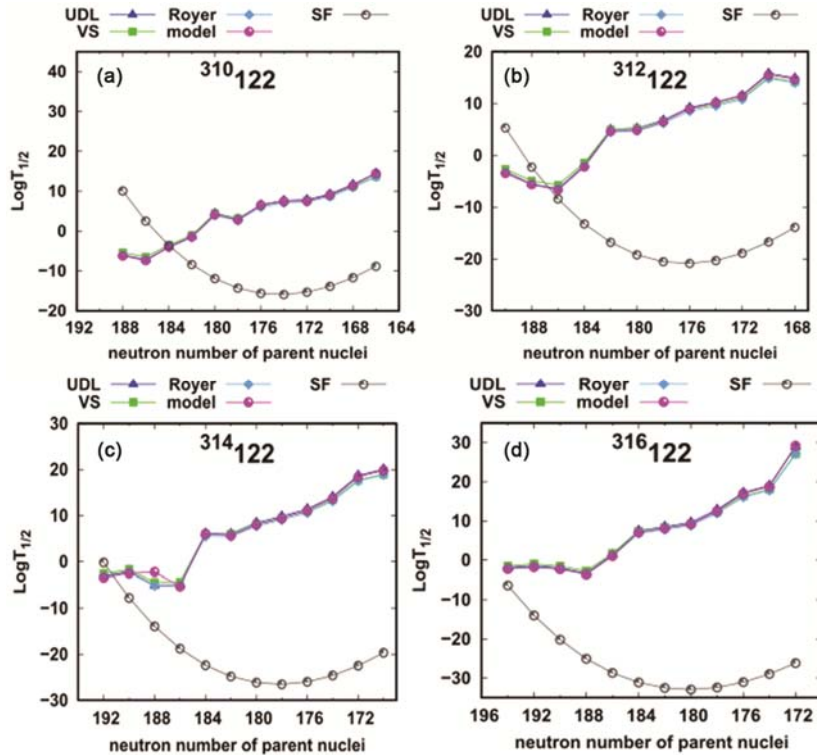 UDL Royer SF
VS model
UDL Royer SF
VS model
(a) ³¹⁰122
LogT1/2
40
30
20
10
0
−10
−20
192 188 184 180 176 172 168 164
neutron number of parent nuclei
(b) ³¹²122
LogT1/2
20
10
0
−10
−20
−30
188 184 180 176 172 168
neutron number of parent nuclei
UDL Royer SF
VS model
UDL Royer SF
VS model
(c) ³¹⁴122
LogT1/2
30
20
10
0
−10
−20
−30
192 188 184 180 176 172
neutron number of parent nuclei
(d) ³¹⁶122
LogT1/2
30
20
10
0
−10
−20
−30
196 192 188 184 180 176 172
neutron number of parent nuclei